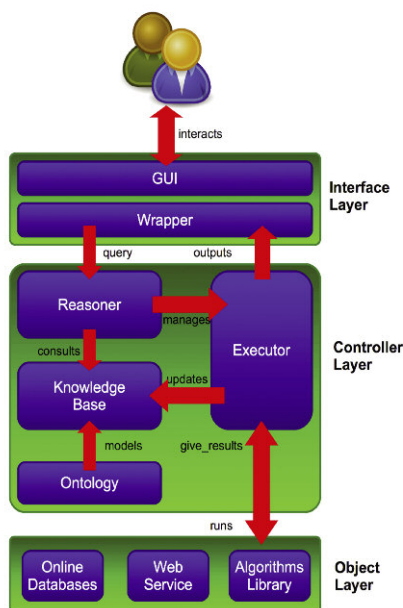 interacts
GUI
Interface
Layer
Wrapper
query
outputs
Reasoner
manages
Executor
Controller
Layer
consults
Knowledge
Base
updates
models
give_results
Ontology
runs
Online
Databases
Web
Service
Algorithms
Library
Object
Layer